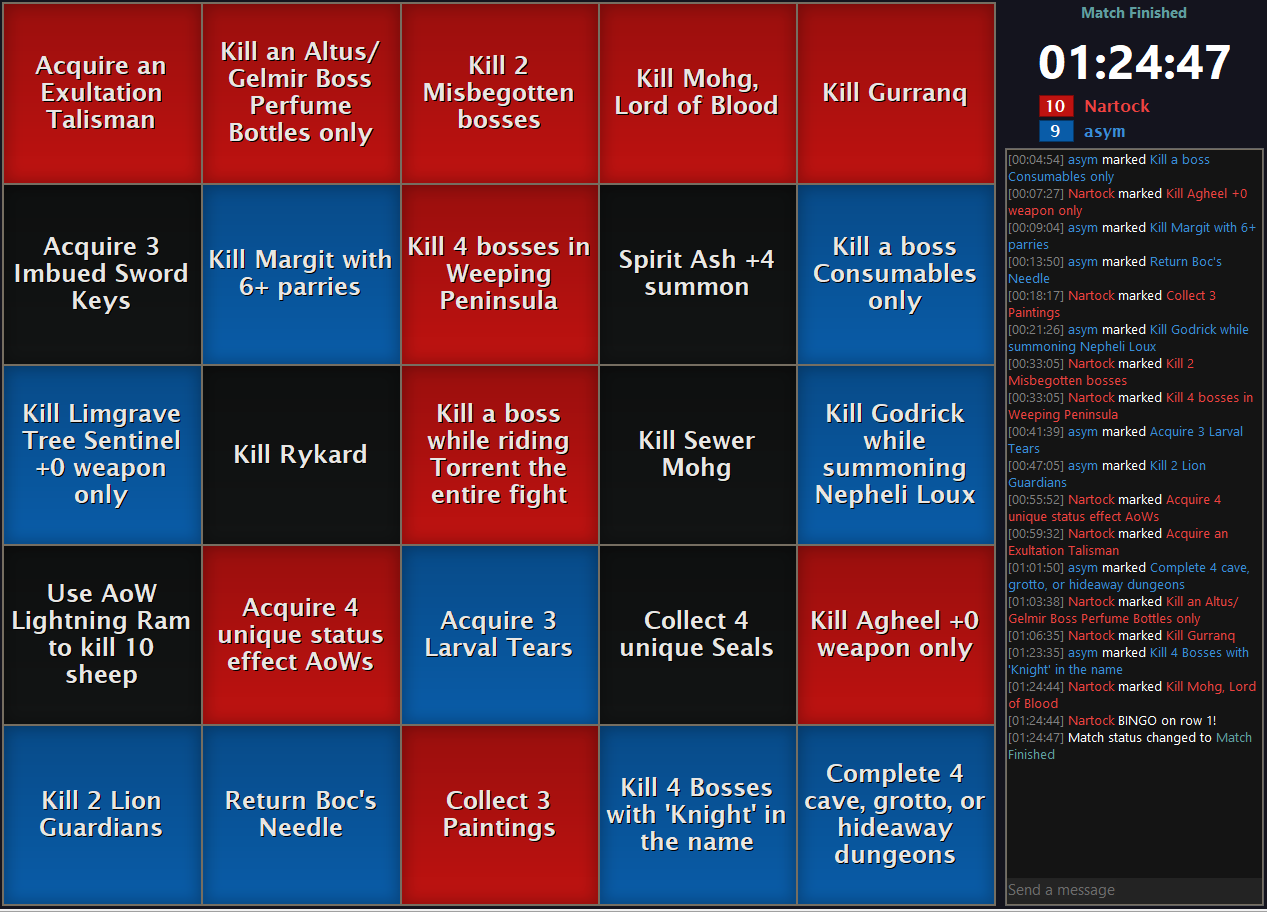 Acquire an
Exultation
Talisman
Kill an Altus/
Gelmir Boss
Perfume
Bottles only
Kill 2
Misbegotten
bosses
Kill Mohg,
Lord of Blood
Kill Gurranq
Acquire 3
Imbued Sword
Keys
Kill Margit with
6+ parries
Kill 4 bosses in
Weeping
Peninsula
Spirit Ash +4
summon
Kill a boss
Consumables
only
Kill Limgrave
Tree Sentinel
+0 weapon
only
Kill Rykard
Kill a boss
while riding
Torrent the
entire fight
Kill Sewer
Mohg
Kill Godrick
while
summoning
Nepheli Loux
Use AoW
Lightning Ram
to kill 10
sheep
Acquire 4
unique status
effect AoWs
Acquire 3
Larval Tears
Collect 4
unique Seals
Kill Agheel +0
weapon only
Kill 2 Lion
Guardians
Return Boc's
Needle
Collect 3
Paintings
Kill 4 Bosses
with 'Knight' in
the name
Complete 4
cave, grotto, or
hideaway
dungeons
Match Finished
01:24:47
10 Nartock
9 asym
[00:04:54] asym marked Kill a boss
Consumables only
[00:07:27] Nartock marked Kill Agheel +0
weapon only
[00:09:04] asym marked Kill Margit with 6+
parries
[00:13:50] asym marked Return Boc's
Needle
[00:18:17] Nartock marked Collect 3
Paintings
[00:21:26] asym marked Kill Godrick while
summoning Nepheli Loux
[00:33:05] Nartock marked Kill 2
Misbegotten bosses
[00:33:05] Nartock marked Kill 4 bosses in
Weeping Peninsula
[00:41:39] asym marked Acquire 3 Larval
Tears
[00:47:05] asym marked Kill 2 Lion
Guardians
[00:55:52] Nartock marked Acquire 4
unique status effect AoWs
[00:59:32] Nartock marked Acquire an
Exultation Talisman
[01:01:50] asym marked Complete 4 cave,
grotto, or hideaway dungeons
[01:03:38] Nartock marked Kill an Altus/
Gelmir Boss Perfume Bottles only
[01:06:35] Nartock marked Kill Gurranq
[01:23:35] asym marked Kill 4 Bosses with
'Knight' in the name
[01:24:44] Nartock marked Kill Mohg, Lord
of Blood
[01:24:44] Nartock BINGO on row 1!
[01:24:47] Match status changed to Match
Finished
Send a message